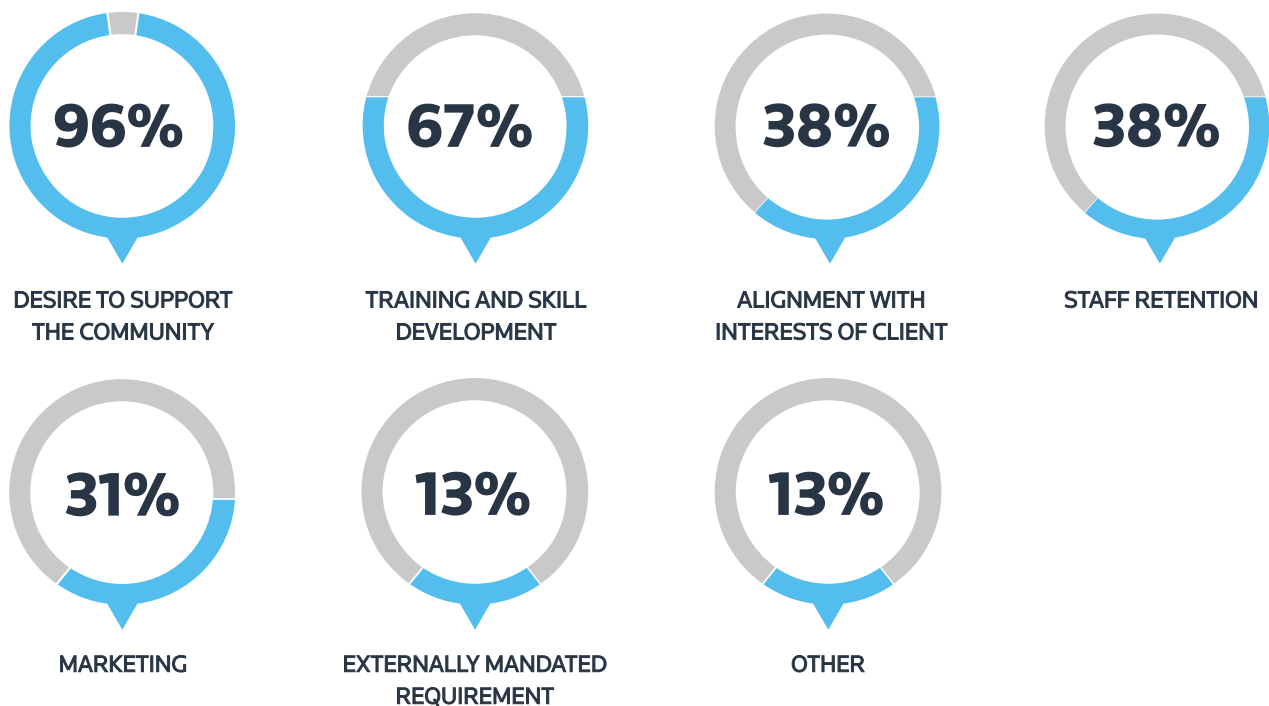 96%
67%
38%
38%
DESIRE TO SUPPORT
THE COMMUNITY
TRAINING AND SKILL
DEVELOPMENT
ALIGNMENT WITH
INTERESTS OF CLIENT
STAFF RETENTION
31%
13%
13%
MARKETING
EXTERNALLY MANDATED
REQUIREMENT
OTHER